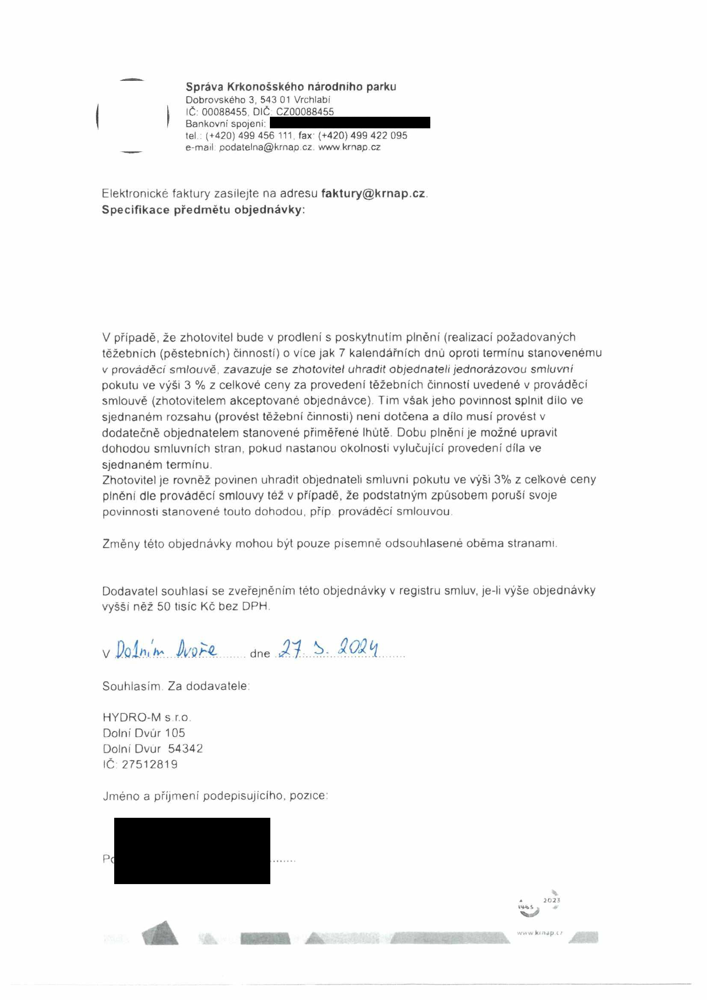 Správa Krkonošského národního parku
Dobrovského 3, 543 01 Vrchlabí
IČ: 00088455, DIČ: CZ00088455
Bankovní spojení:
tel.: (+420) 499 456 111, fax: (+420) 499 422 095
e-mail: podatelna@krnap.cz. www.krnap.cz
Elektronické faktury zasílejte na adresu faktury@krnap.cz.
Specifikace předmětu objednávky:
V případě, že zhotovitel bude v prodlení s poskytnutím plnění (realizací požadovaných
těžebních (pěstebních) činností) o více jak 7 kalendářních dnů oproti termínu stanovenému
v prováděcí smlouvě, zavazuje se zhotovitel uhradit objednateli jednorázovou smluvní
pokutu ve výši 3 % z celkové ceny za provedení těžebních činností uvedené v prováděcí
smlouvě (zhotovitelem akceptované objednávce). Tím však jeho povinnost splnit dílo ve
sjednaném rozsahu (provést těžební činnosti) není dotčena a dílo musí provést v
dodatečně objednatelem stanovené přiměřené lhůtě. Dobu plnění je možné upravit
dohodou smluvních stran, pokud nastanou okolnosti vylučující provedení díla ve
sjednaném termínu.
Zhotovitel je rovněž povinen uhradit objednateli smluvní pokutu ve výši 3% z celkové ceny
plnění dle prováděcí smlouvy též v případě, že podstatným způsobem poruší svoje
povinnosti stanovené touto dohodou, příp. prováděcí smlouvou.
Změny této objednávky mohou být pouze písemně odsouhlasené oběma stranami.
Dodavatel souhlasí se zveřejněním této objednávky v registru smluv, je-li výše objednávky
vyšší něž 50 tisíc Kč bez DPH.
v Dolním Dvoře dne 27. 3. 2024
Souhlasím. Za dodavatele:
HYDRO-M s.r.o.
Dolní Dvůr 105
Dolní Dvůr 54342
IČ: 27512819
Jméno a příjmení podepisujícího, pozice:
Po
1963 2023
www.krnap.cz